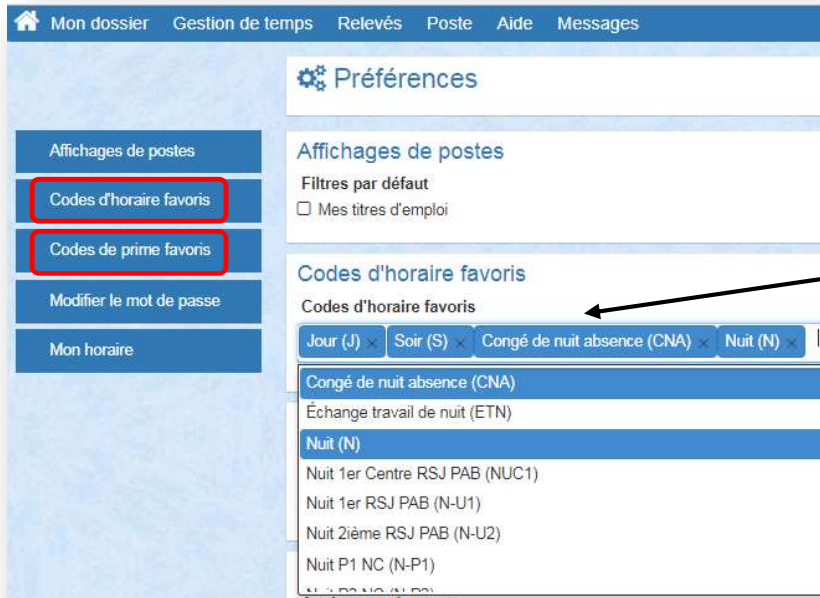 Mon dossier Gestion de temps Relevés Poste Aide Messages
Préférences
Affichages de postes
Codes d'horaire favoris
Codes de prime favoris
Modifier le mot de passe
Mon horaire
Affichages de postes
Filtres par défaut
Mes titres d'emploi
Codes d'horaire favoris
Codes d'horaire favoris
Jour (J) × Soir (S) × Congé de nuit absence (CNA) × Nuit (N) ×
Congé de nuit absence (CNA)
Échange travail de nuit (ETN)
Nuit (N)
Nuit 1er Centre RSJ PAB (NUC1)
Nuit 1er RSJ PAB (N-U1)
Nuit 2ième RSJ PAB (N-U2)
Nuit P1 NC (N-P1)